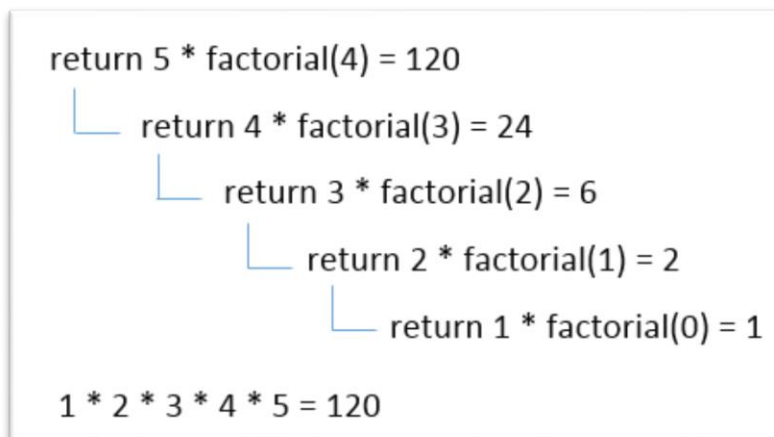 return 5 * factorial(4) = 120
return 4 * factorial(3) = 24
return 3 * factorial(2) = 6
return 2 * factorial(1) = 2
return 1 * factorial(0) = 1
1 * 2 * 3 * 4 * 5 = 120